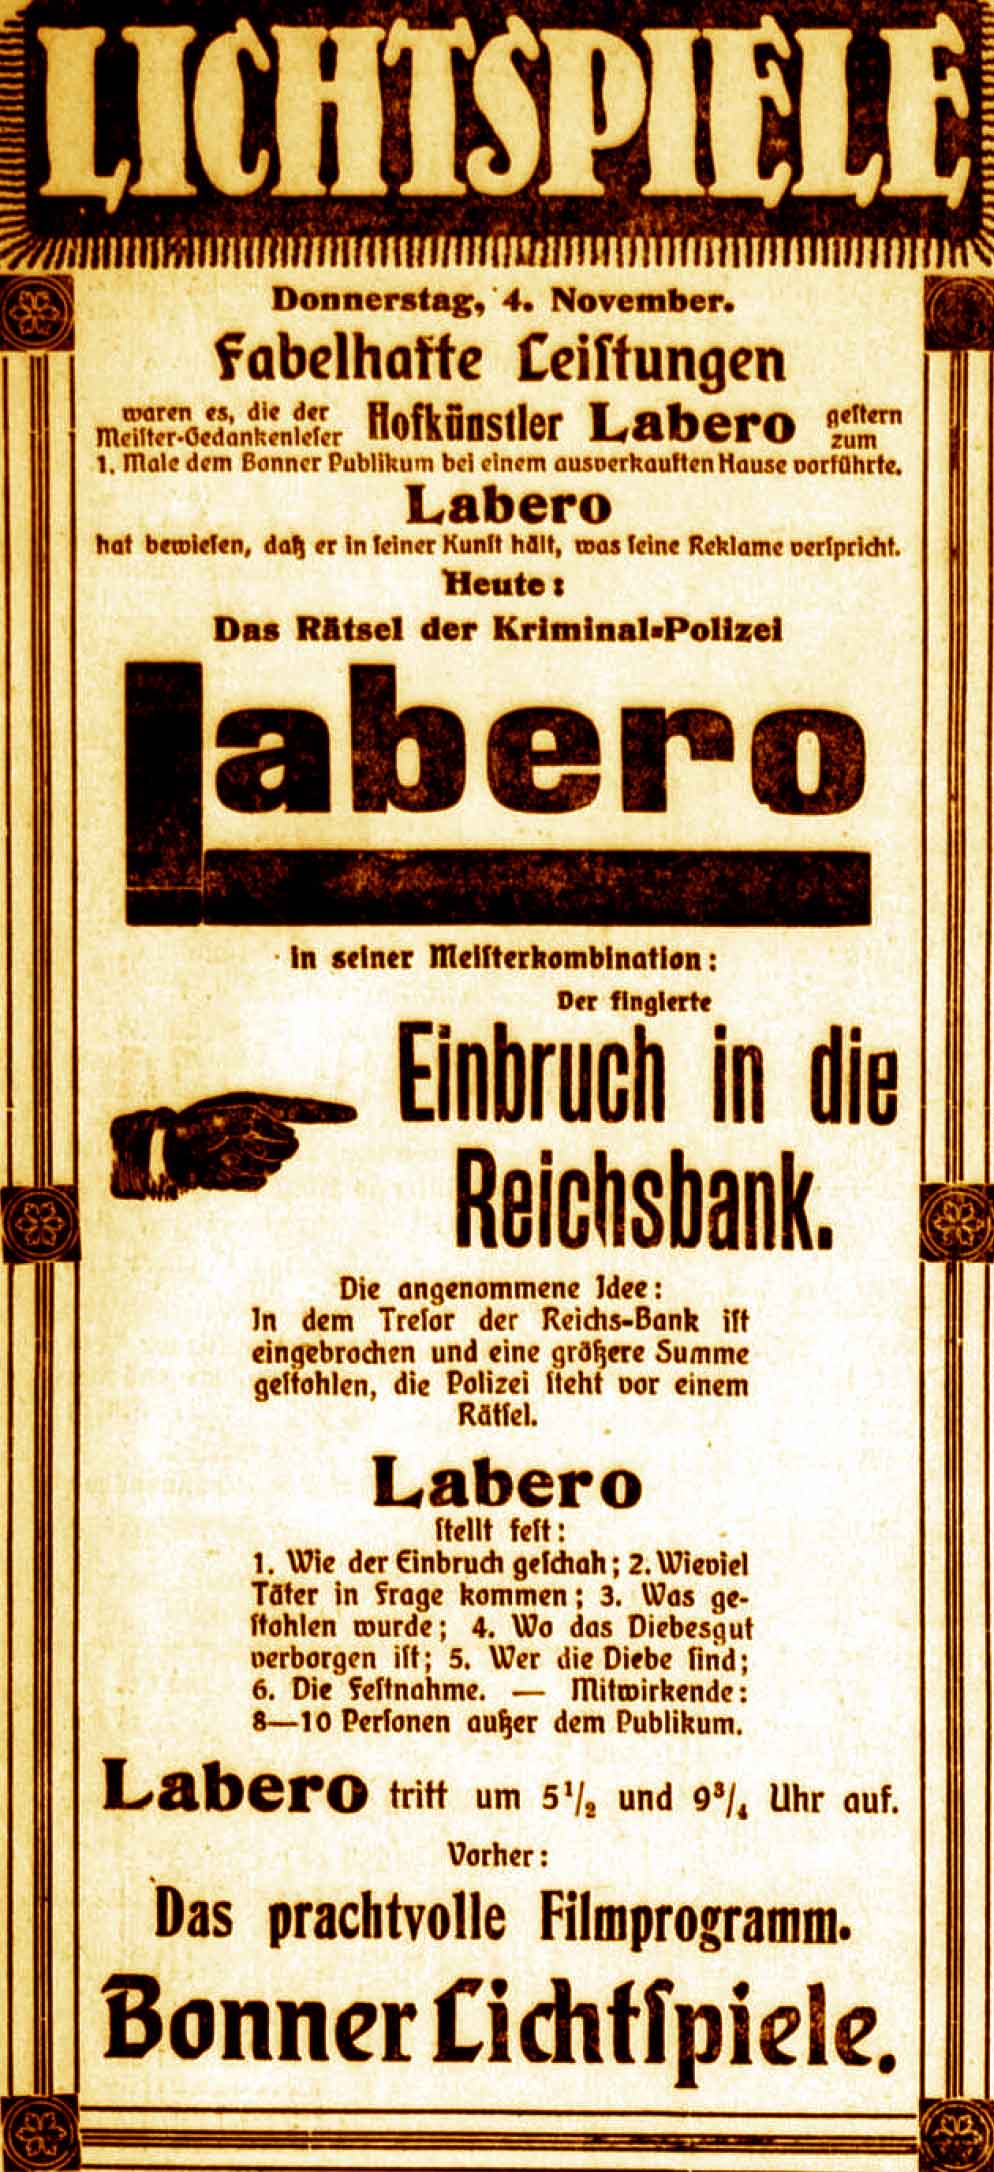 LICHTSPIELE
Donnerstag, 4. November.
Fabelhafte Leiſtungen
waren es, die der Meiſter-Gedankenleſer Hofkünstler Labero geſtern zum
1. Male dem Bonner Publikum bei einem ausverkauften Hause vorführte.
Labero
hat bewieſen, daß er in ſeiner Kunſt hält, was ſeine Reklame verſpricht.
Heute:
Das Rätsel der Kriminal-Polizei
Labero
in seiner Meiſterkombination:
Der fingierte
Einbruch in die
Reichsbank.
Die angenommene Idee:
In dem Treſor der Reichs-Bank iſt
eingebrochen und eine größere Summe
geſtohlen, die Polizei ſteht vor einem
Rätſel.
Labero
ſtellt feſt:
1. Wie der Einbruch geſchah; 2. Wieviel
Täter in Frage kommen; 3. Was ge-
ſtohlen wurde; 4. Wo das Diebesgut
verborgen iſt; 5. Wer die Diebe ſind;
6. Die Feſtnahme. — Mitwirkende:
8—10 Perſonen außer dem Publikum.
Labero tritt um 5¹/₂ und 9³/₄ Uhr auf.
Vorher:
Das prachtvolle Filmprogramm.
Bonner Lichtſpiele.